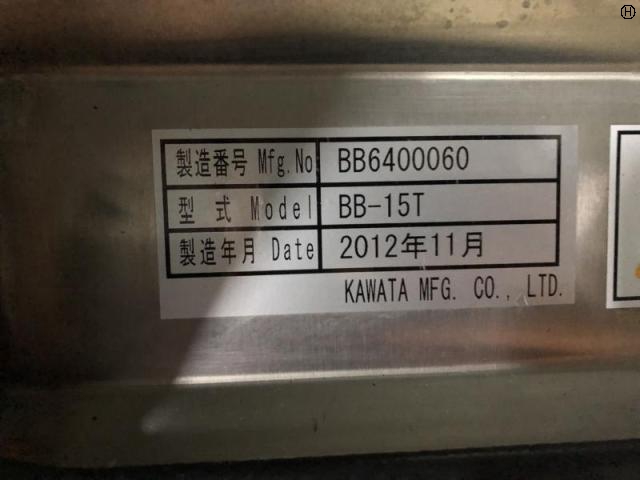 製造番号 Mfg.No BB6400060
型 式 Model BB-15T
製造年月 Date 2012年11月
KAWATA MFG. CO., LTD.
H